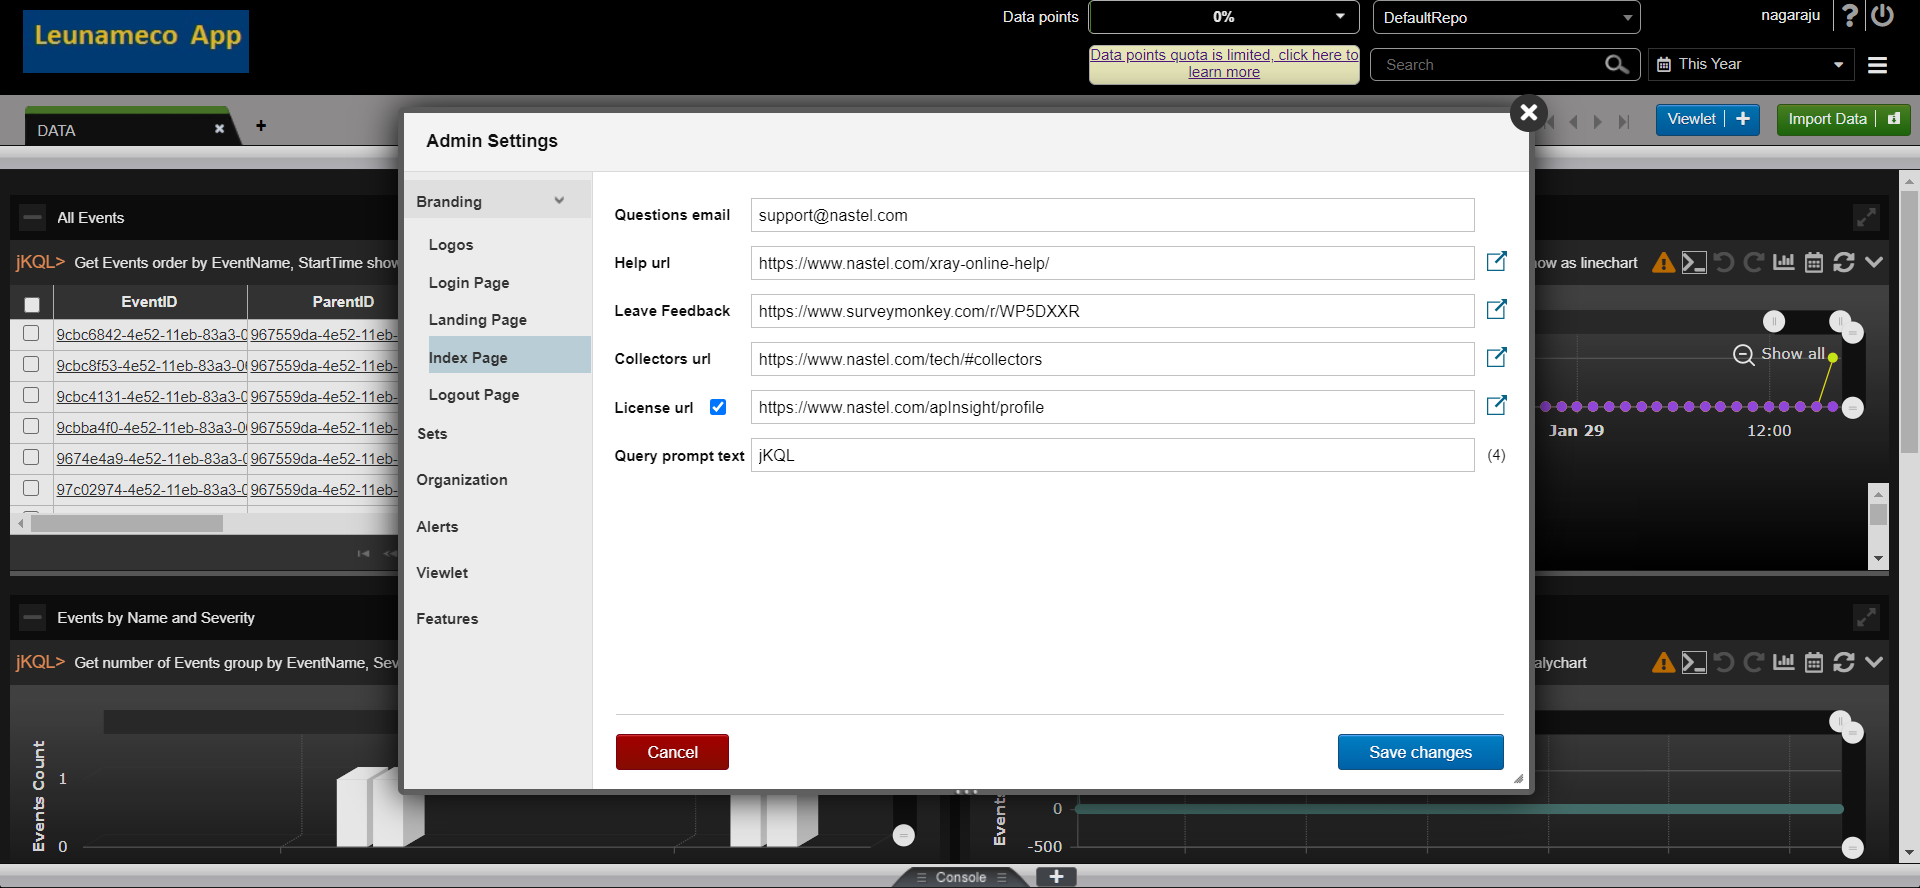 Leunameco App
Data points
0%
DefaultRepo
nagaraju
Data points quota is limited, click here to
learn more
Search
This Year
DATA
Viewlet
Import Data
Admin Settings
Branding
Logos
Login Page
Landing Page
Index Page
Logout Page
Sets
Organization
Alerts
Viewlet
Features
Questions email
support@nastel.com
Help url
https://www.nastel.com/xray-online-help/
Leave Feedback
https://www.surveymonkey.com/r/WP5DXXR
Collectors url
https://www.nastel.com/tech/#collectors
License url
https://www.nastel.com/apInsight/profile
Query prompt text
jKQL
(4)
Cancel
Save changes
All Events
jKQL> Get Events order by EventName, StartTime show
EventID
ParentID
9cbc6842-4e52-11eb-83a3-0 967559da-4e52-11eb-
9cbc8f53-4e52-11eb-83a3-0 967559da-4e52-11eb-
9cbc4131-4e52-11eb-83a3-0 967559da-4e52-11eb-
9cbba4f0-4e52-11eb-83a3-0 967559da-4e52-11eb-
9674e4a9-4e52-11eb-83a3-0 967559da-4e52-11eb-
97c02974-4e52-11eb-83a3-0 967559da-4e52-11eb-
how as linechart
Show all
Jan 29
12:00
Events by Name and Severity
jKQL> Get number of Events group by EventName, Sev
alychart
Events Count
1
0
Events
0
-500
Console